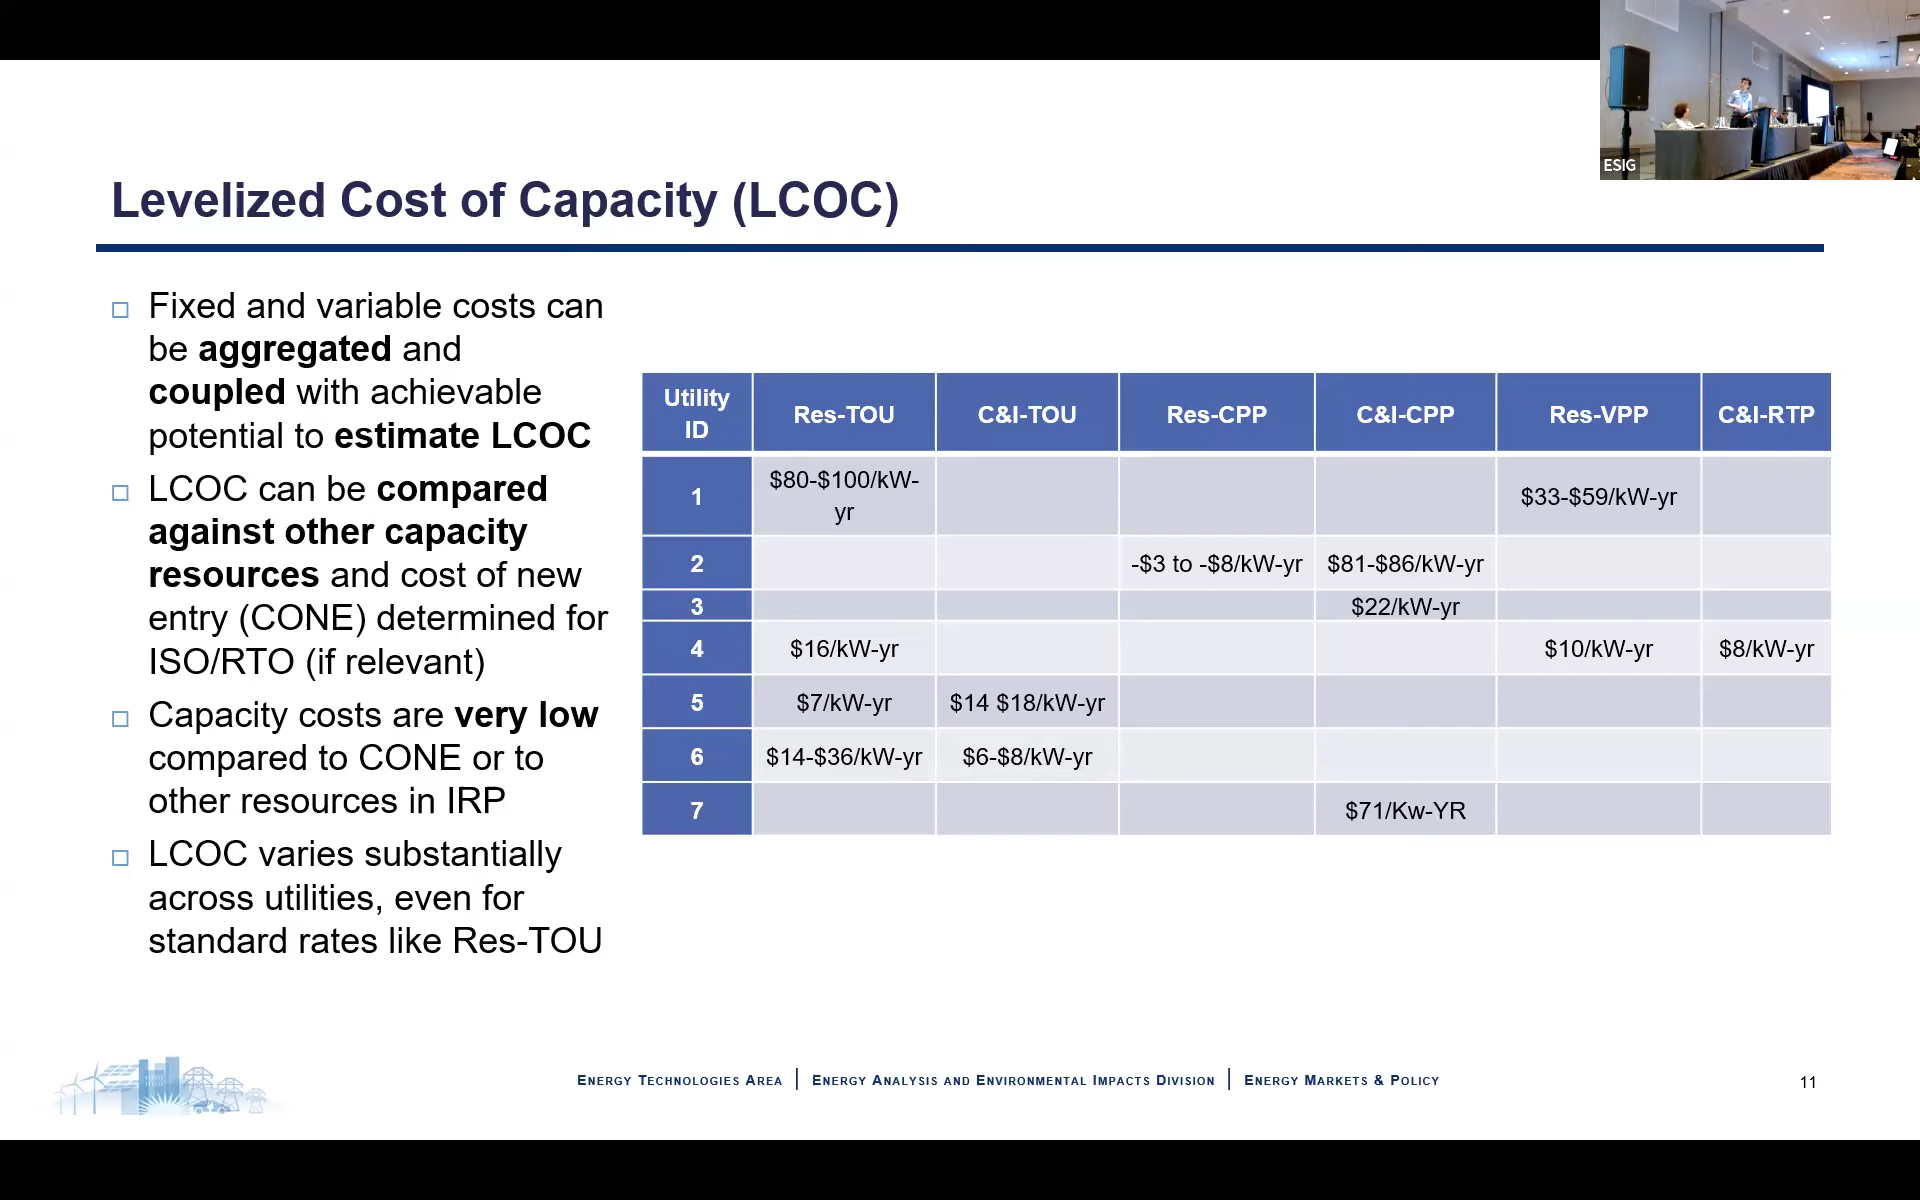 ESIG
Levelized Cost of Capacity (LCOC)
Fixed and variable costs can
be aggregated and
coupled with achievable
potential to estimate LCOC
LCOC can be compared
against other capacity
resources and cost of new
entry (CONE) determined for
ISO/RTO (if relevant)
Capacity costs are very low
compared to CONE or to
other resources in IRP
LCOC varies substantially
across utilities, even for
standard rates like Res-TOU
Utility ID Res-TOU C&I-TOU Res-CPP C&I-CPP Res-VPP C&I-RTP
1 $80-$100/kW-yr $33-$59/kW-yr
2 -$3 to -$8/kW-yr $81-$86/kW-yr
3 $22/kW-yr
4 $16/kW-yr $10/kW-yr $8/kW-yr
5 $7/kW-yr $14 $18/kW-yr
6 $14-$36/kW-yr $6-$8/kW-yr
7 $71/Kw-YR
ENERGY TECHNOLOGIES AREA | ENERGY ANALYSIS AND ENVIRONMENTAL IMPACTS DIVISION | ENERGY MARKETS & POLICY
11